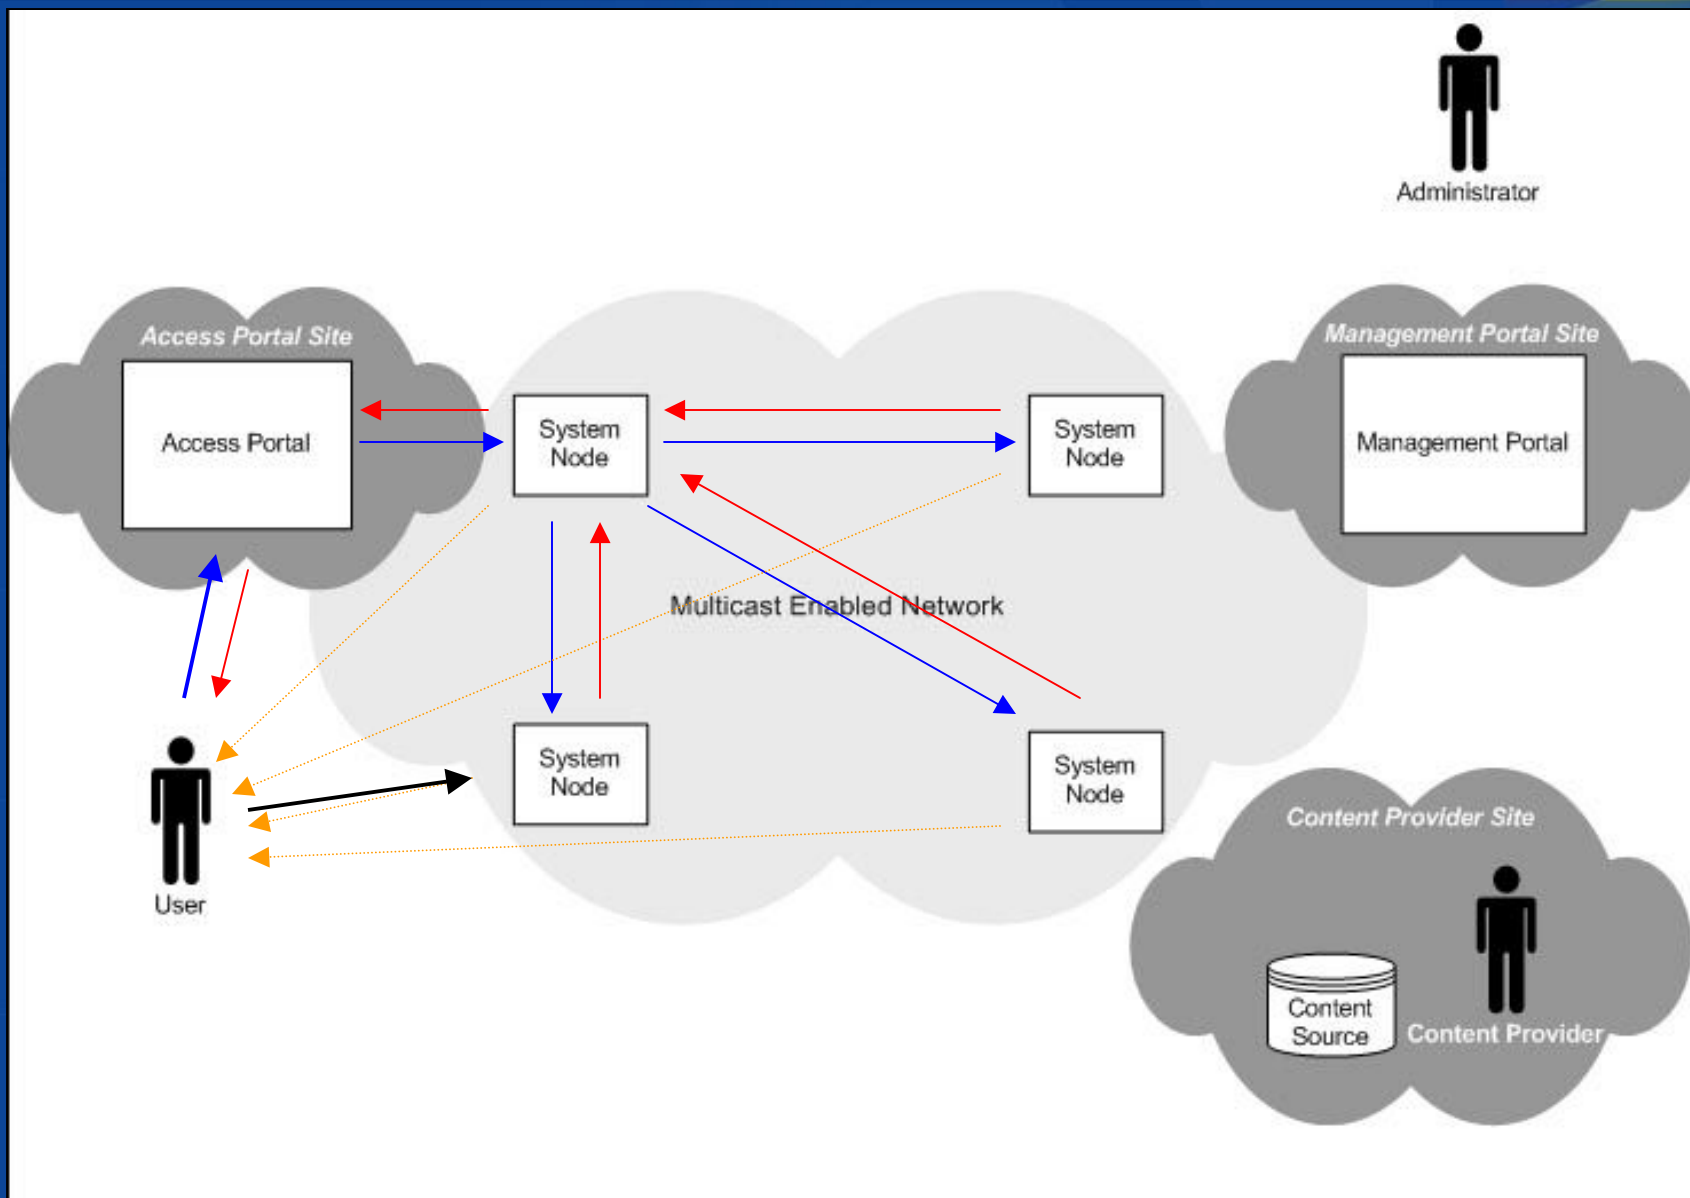 Administrator
Access Portal Site
Management Portal Site
Access Portal
System
Node
System
Node
Management Portal
Multicast Enabled Network
System
Node
System
Node
User
Content Provider Site
Content
Source
Content Provider